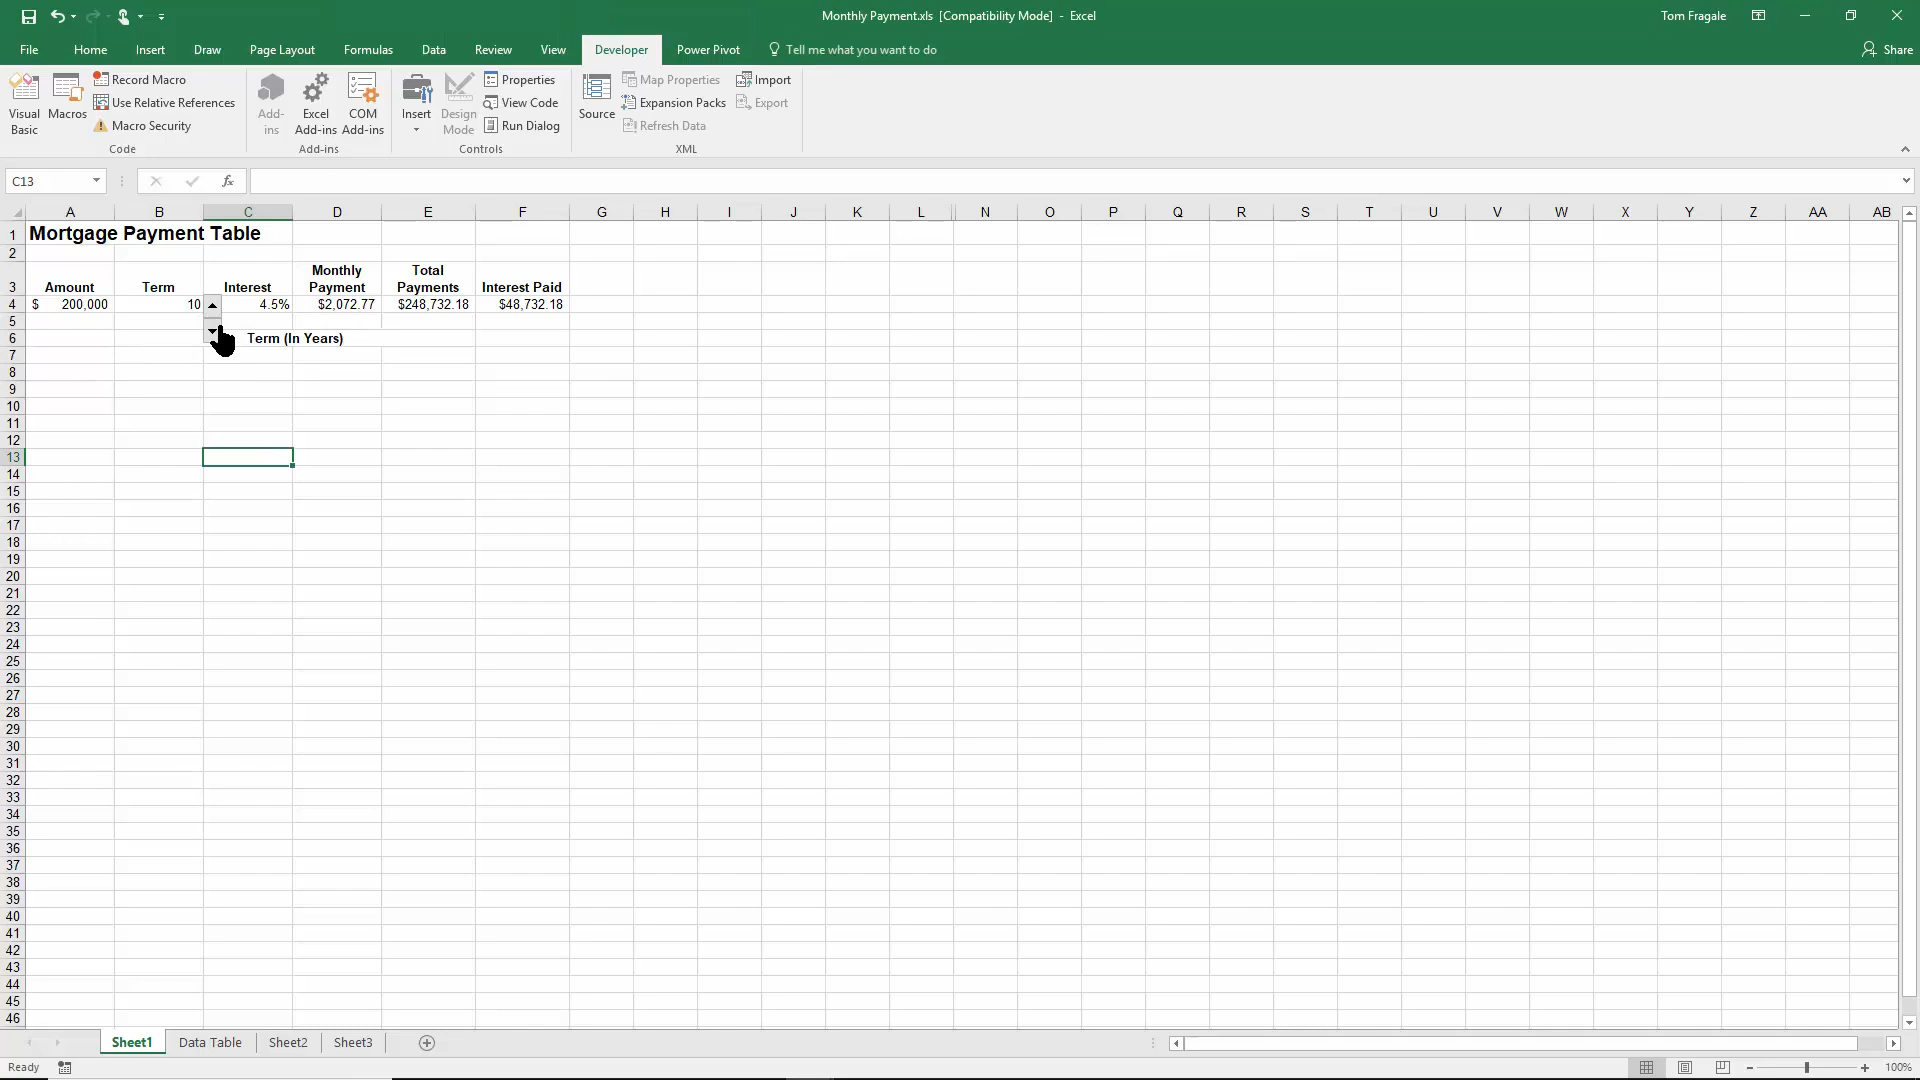 Monthly Payment.xls [Compatibility Mode] - Excel
Tom Fragale
File Home Insert Draw Page Layout Formulas Data Review View Developer Power Pivot Tell me what you want to do
Share
Visual Basic
Macros
Record Macro
Use Relative References
Macro Security
Code
Add-ins
Excel Add-ins
COM Add-ins
Add-ins
Insert
Design Mode
Properties
View Code
Run Dialog
Controls
Source
Map Properties
Expansion Packs
Refresh Data
Import
Export
XML
C13
fx
A B C D E F G H I J K L N O P Q R S T U V W X Y Z AA AB
1 Mortgage Payment Table
2
3 Amount Term Interest Monthly Payment Total Payments Interest Paid
4 $ 200,000 10 4.5% $2,072.77 $248,732.18 $48,732.18
5
6 Term (In Years)
7
8
9
10
11
12
13
14
15
16
17
18
19
20
21
22
23
24
25
26
27
28
29
30
31
32
33
34
35
36
37
38
39
40
41
42
43
44
45
46
Sheet1 Data Table Sheet2 Sheet3
Ready
100%